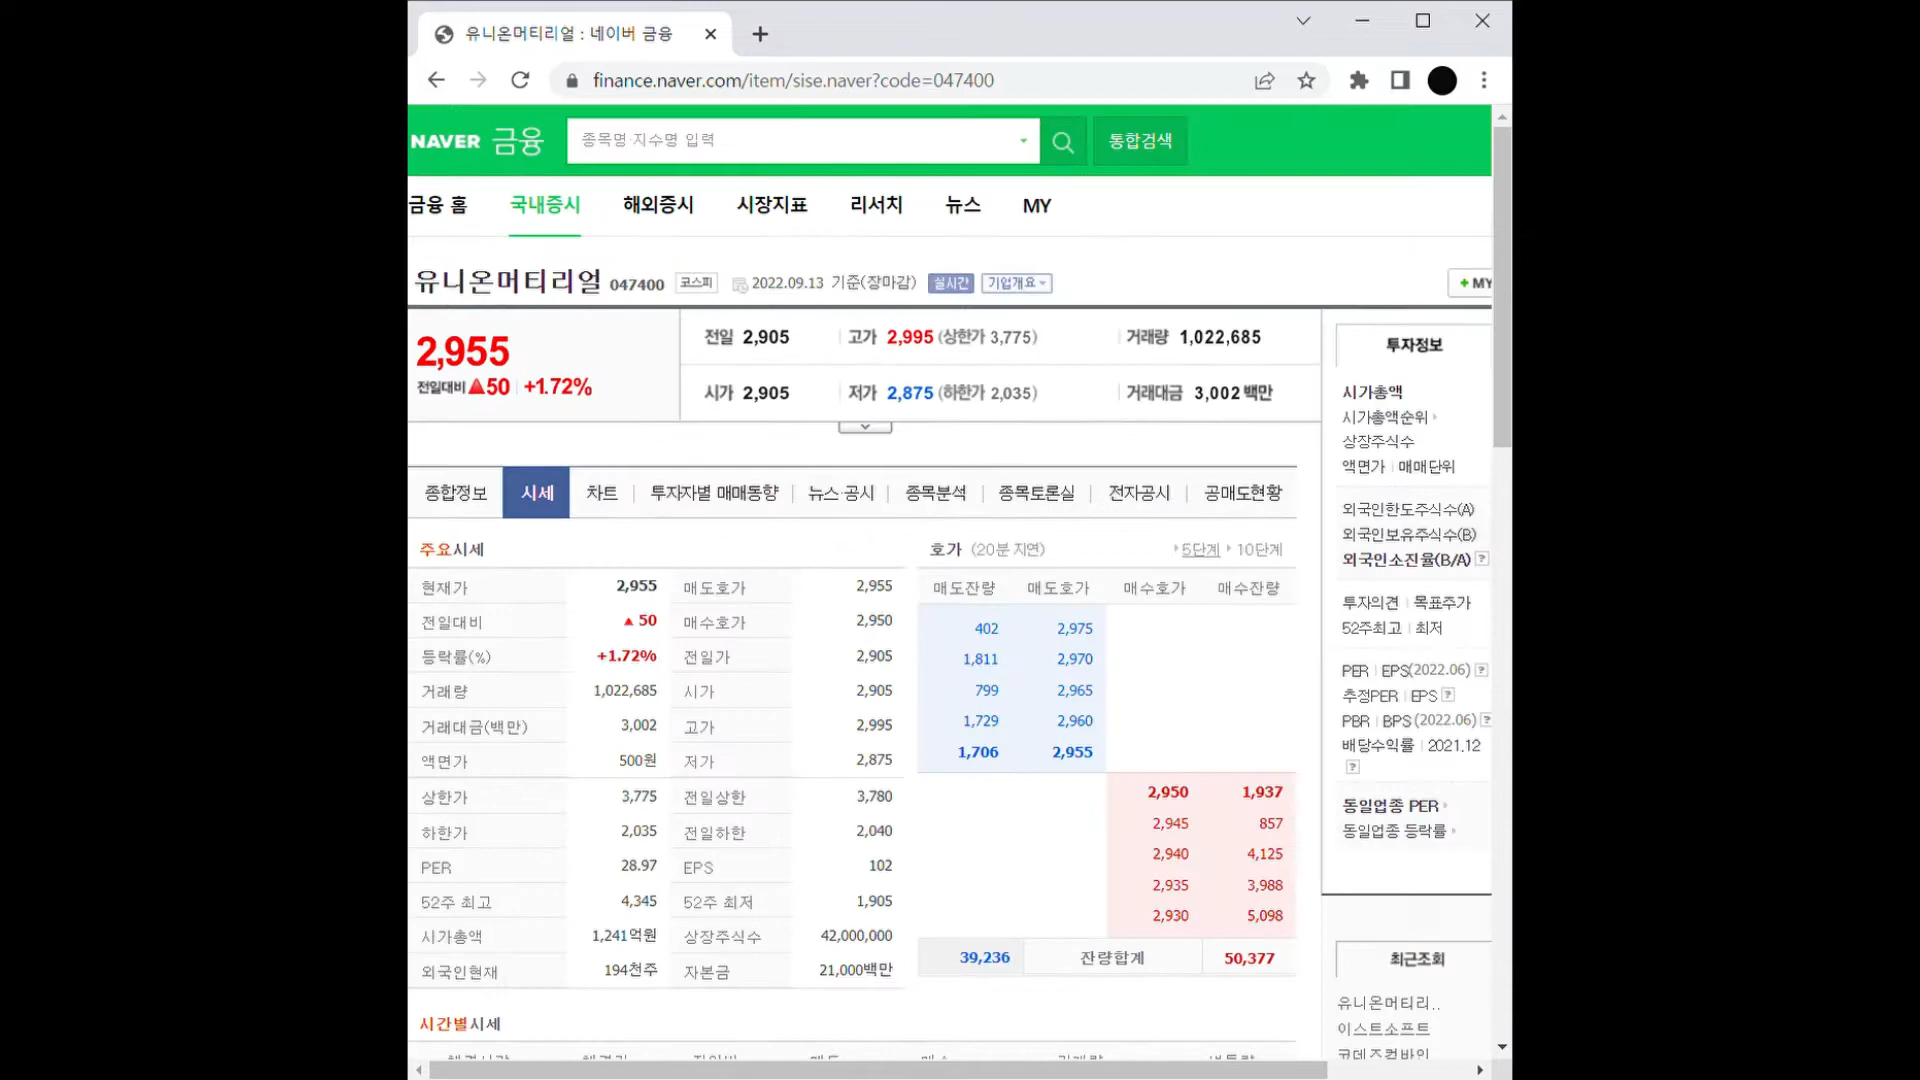 유니온머티리얼 : 네이버 금융
finance.naver.com/item/sise.naver?code=047400
NAVER 금융 종목명·지수명 입력 통합검색
금융 홈 국내증시 해외증시 시장지표 리서치 뉴스 MY
유니온머티리얼 047400 코스피 2022.09.13 기준(장마감) 실시간 기업개요 + MY
2,955
전일대비 ▲50 +1.72%
전일 2,905 고가 2,995 (상한가 3,775) 거래량 1,022,685
시가 2,905 저가 2,875 (하한가 2,035) 거래대금 3,002 백만
종합정보 시세 차트 투자자별 매매동향 뉴스·공시 종목분석 종목토론실 전자공시 공매도현황
주요시세
현재가 2,955 매도호가 2,955
전일대비 ▲ 50 매수호가 2,950
등락률(%) +1.72% 전일가 2,905
거래량 1,022,685 시가 2,905
거래대금(백만) 3,002 고가 2,995
액면가 500원 저가 2,875
상한가 3,775 전일상한 3,780
하한가 2,035 전일하한 2,040
PER 28.97 EPS 102
52주 최고 4,345 52주 최저 1,905
시가총액 1,241억원 상장주식수 42,000,000
외국인현재 194천주 자본금 21,000백만
호가 (20분 지연) 5단계 10단계
매도잔량 매도호가 매수호가 매수잔량
402 2,975
1,811 2,970
799 2,965
1,729 2,960
1,706 2,955
2,950 1,937
2,945 857
2,940 4,125
2,935 3,988
2,930 5,098
39,236 잔량합계 50,377
시간별시세
투자정보
시가총액
시가총액순위
상장주식수
액면가 매매단위
외국인한도주식수(A)
외국인보유주식수(B)
외국인소진율(B/A) ?
투자의견 목표주가
52주최고 최저
PER EPS(2022.06) ?
추정PER EPS ?
PBR BPS (2022.06) ?
배당수익률 2021.12
?
동일업종 PER
동일업종 등락률
최근조회
유니온머티리..
이스트소프트